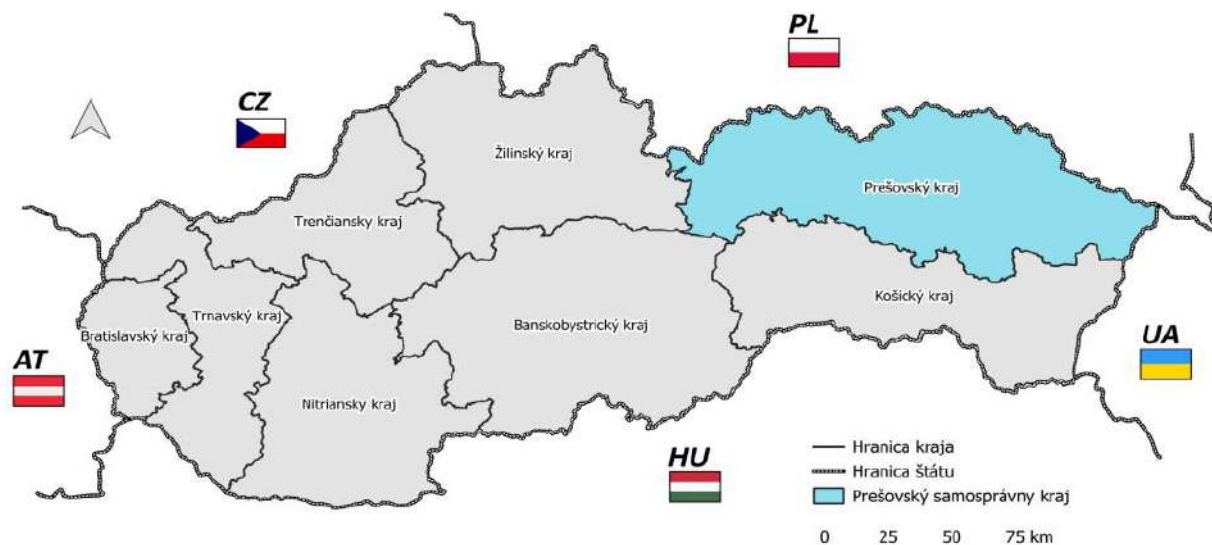 PL
CZ
Žilinský kraj
Prešovský kraj
Trenčiansky kraj
Košický kraj
Trnavský kraj
Banskobystrický kraj
Bratislavský kraj
UA
AT
Nitriansky kraj
HU
Hranica kraja
Hranica štátu
Prešovský samosprávny kraj
0 25 50 75 km